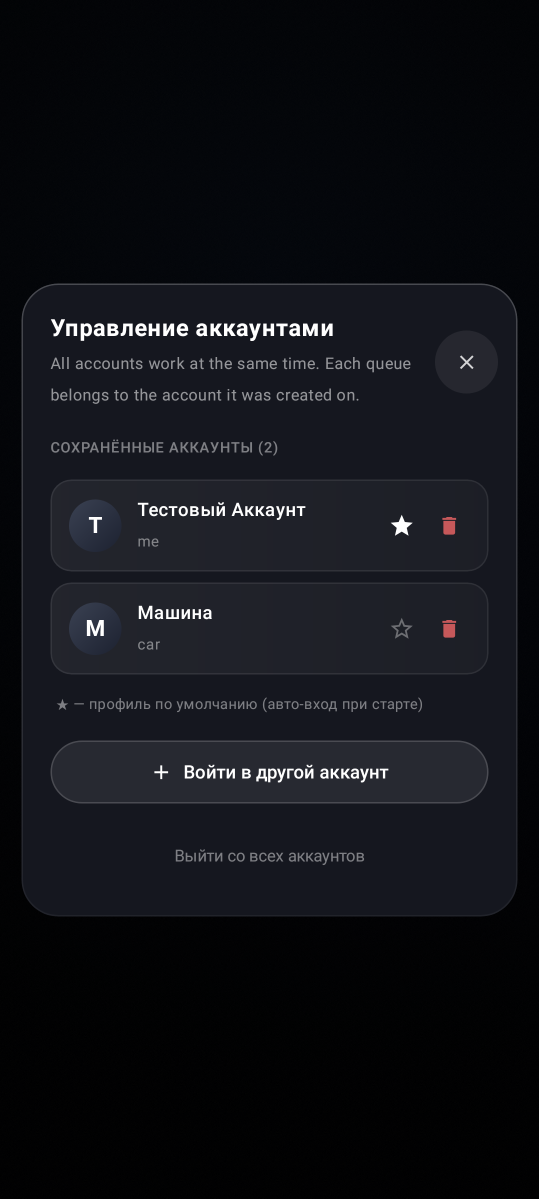 Управление аккаунтами
All accounts work at the same time. Each queue
belongs to the account it was created on.
СОХРАНЁННЫЕ АККАУНТЫ (2)
Т
Тестовый Аккаунт
me
М
Машина
car
★ — профиль по умолчанию (авто-вход при старте)
+ Войти в другой аккаунт
Выйти со всех аккаунтов